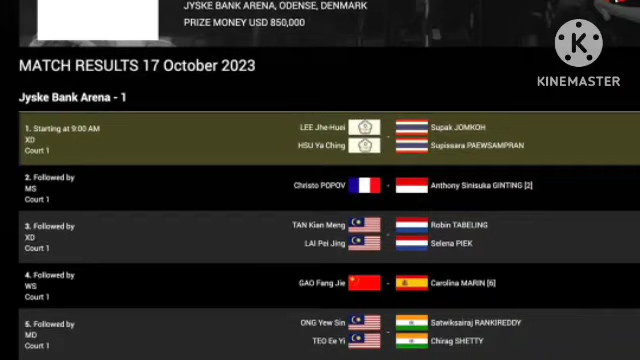 JYSKE BANK ARENA, ODENSE, DENMARK
PRIZE MONEY USD 850,000
K
KINEMASTER
MATCH RESULTS 17 October 2023
Jyske Bank Arena - 1
1. Starting at 9:00 AM
XD
Court 1
LEE Jhe-Huei - Supak JOMKOH
HSU Ya Ching Supissara PAEWSAMPRAN
2. Followed by
MS
Court 1
Christo POPOV - Anthony Sinisuka GINTING [2]
3. Followed by
XD
Court 1
TAN Kian Meng - Robin TABELING
LAI Pei Jing Selena PIEK
4. Followed by
WS
Court 1
GAO Fang Jie - Carolina MARIN [6]
5. Followed by
MD
Court 1
ONG Yew Sin - Satwiksairaj RANKIREDDY
TEO Ee Yi Chirag SHETTY